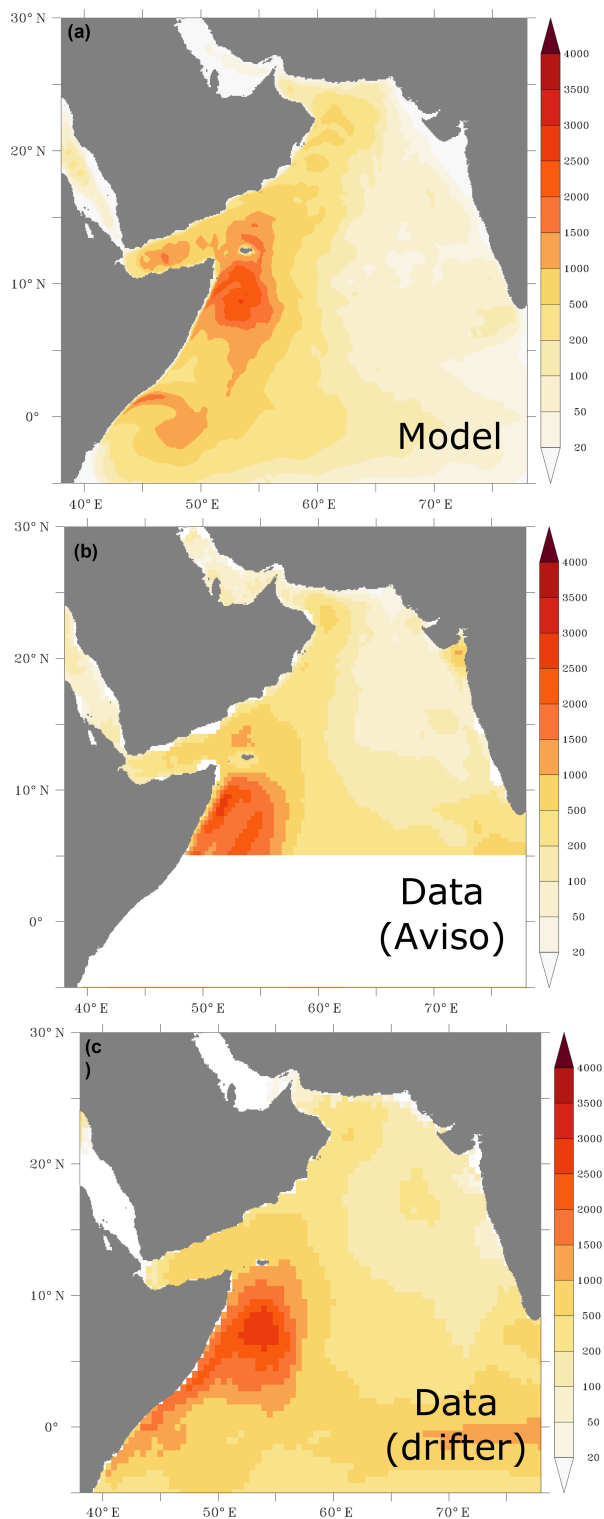 (a)
30° N
20° N
10° N
0°
40° E
50° E
60° E
70° E
Model
4000
3500
3000
2500
2000
1500
1000
500
200
100
50
20
(b)
30° N
20° N
10° N
0°
40° E
50° E
60° E
70° E
Data
(Aviso)
4000
3500
3000
2500
2000
1500
1000
500
200
100
50
20
(c
)
30° N
20° N
10° N
0°
40° E
50° E
60° E
70° E
Data
(drifter)
4000
3500
3000
2500
2000
1500
1000
500
200
100
50
20